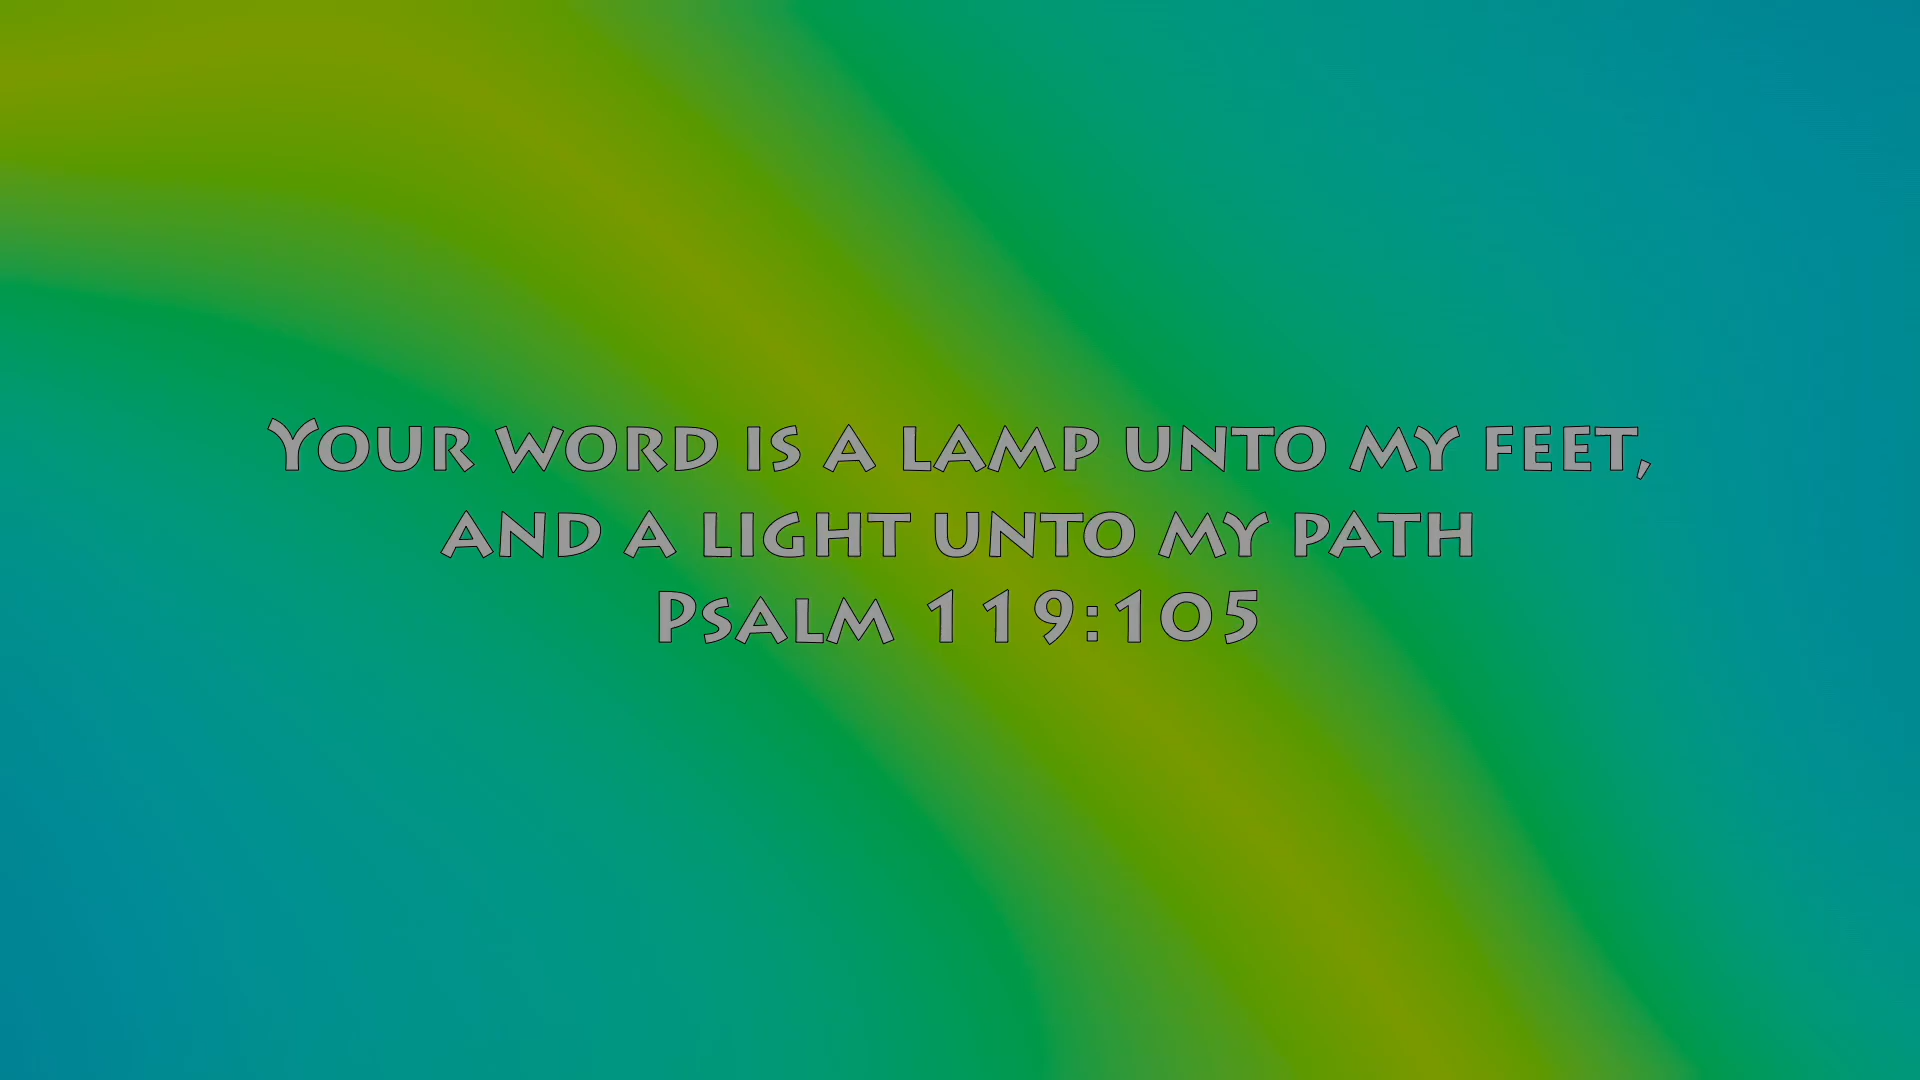 Your word is a lamp unto my feet,
and a light unto my path
Psalm 119:105